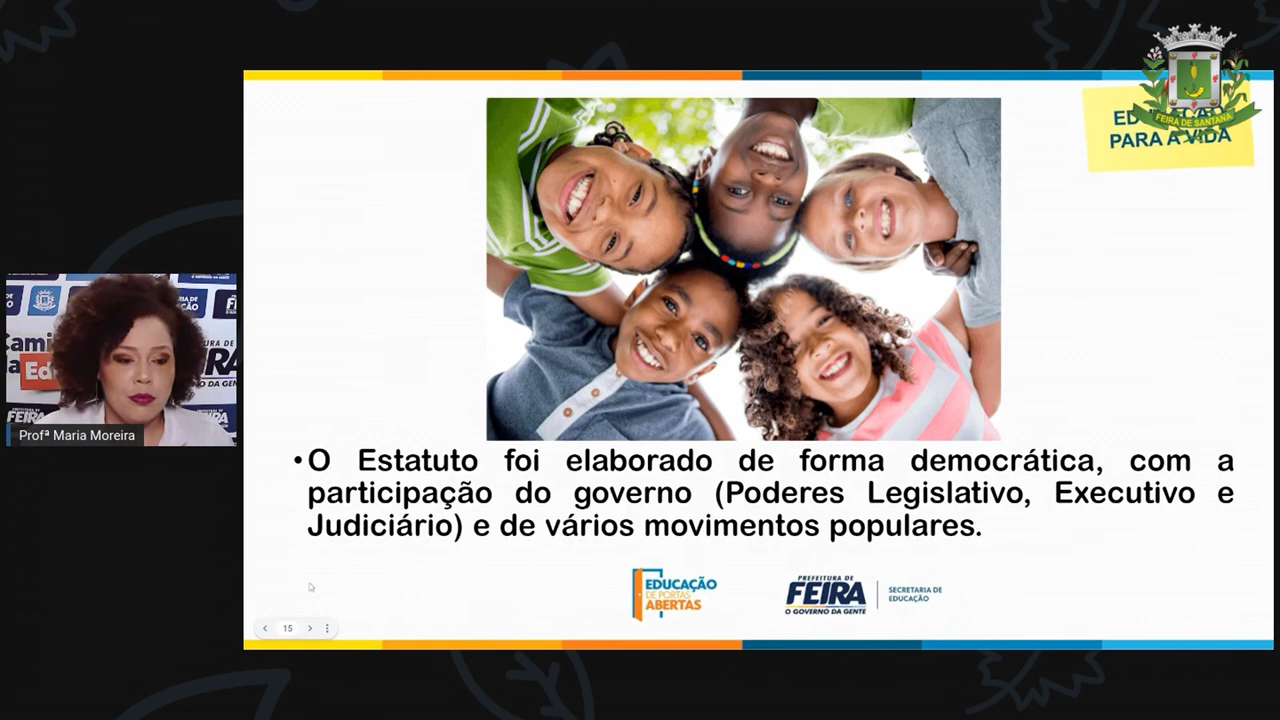 FEIRA DE SANTANA
PARA A VIDA
Profª Maria Moreira
• O Estatuto foi elaborado de forma democrática, com a
participação do governo (Poderes Legislativo, Executivo e
Judiciário) e de vários movimentos populares.
EDUCAÇÃO
DE PORTAS
ABERTAS
PREFEITURA DE
FEIRA
O GOVERNO DA GENTE
SECRETARIA DE
EDUCAÇÃO
15